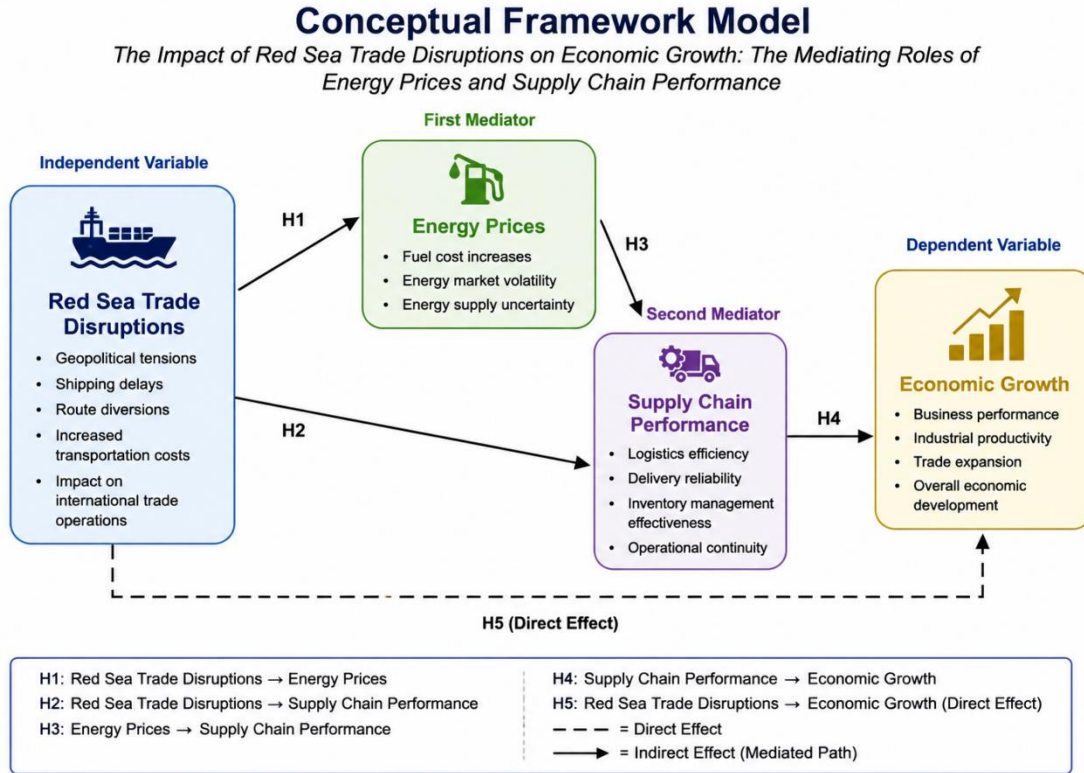 Conceptual Framework Model
The Impact of Red Sea Trade Disruptions on Economic Growth: The Mediating Roles of
Energy Prices and Supply Chain Performance
Independent Variable
Red Sea Trade
Disruptions
• Geopolitical tensions
• Shipping delays
• Route diversions
• Increased
transportation costs
• Impact on
international trade
operations
H1
First Mediator
Energy Prices
• Fuel cost increases
• Energy market volatility
• Energy supply uncertainty
H3
H2
Second Mediator
Supply Chain
Performance
• Logistics efficiency
• Delivery reliability
• Inventory management
effectiveness
• Operational continuity
H4
Dependent Variable
Economic Growth
• Business performance
• Industrial productivity
• Trade expansion
• Overall economic
development
H5 (Direct Effect)
H1: Red Sea Trade Disruptions → Energy Prices
H2: Red Sea Trade Disruptions → Supply Chain Performance
H3: Energy Prices → Supply Chain Performance
H4: Supply Chain Performance → Economic Growth
H5: Red Sea Trade Disruptions → Economic Growth (Direct Effect)
= Direct Effect
= Indirect Effect (Mediated Path)